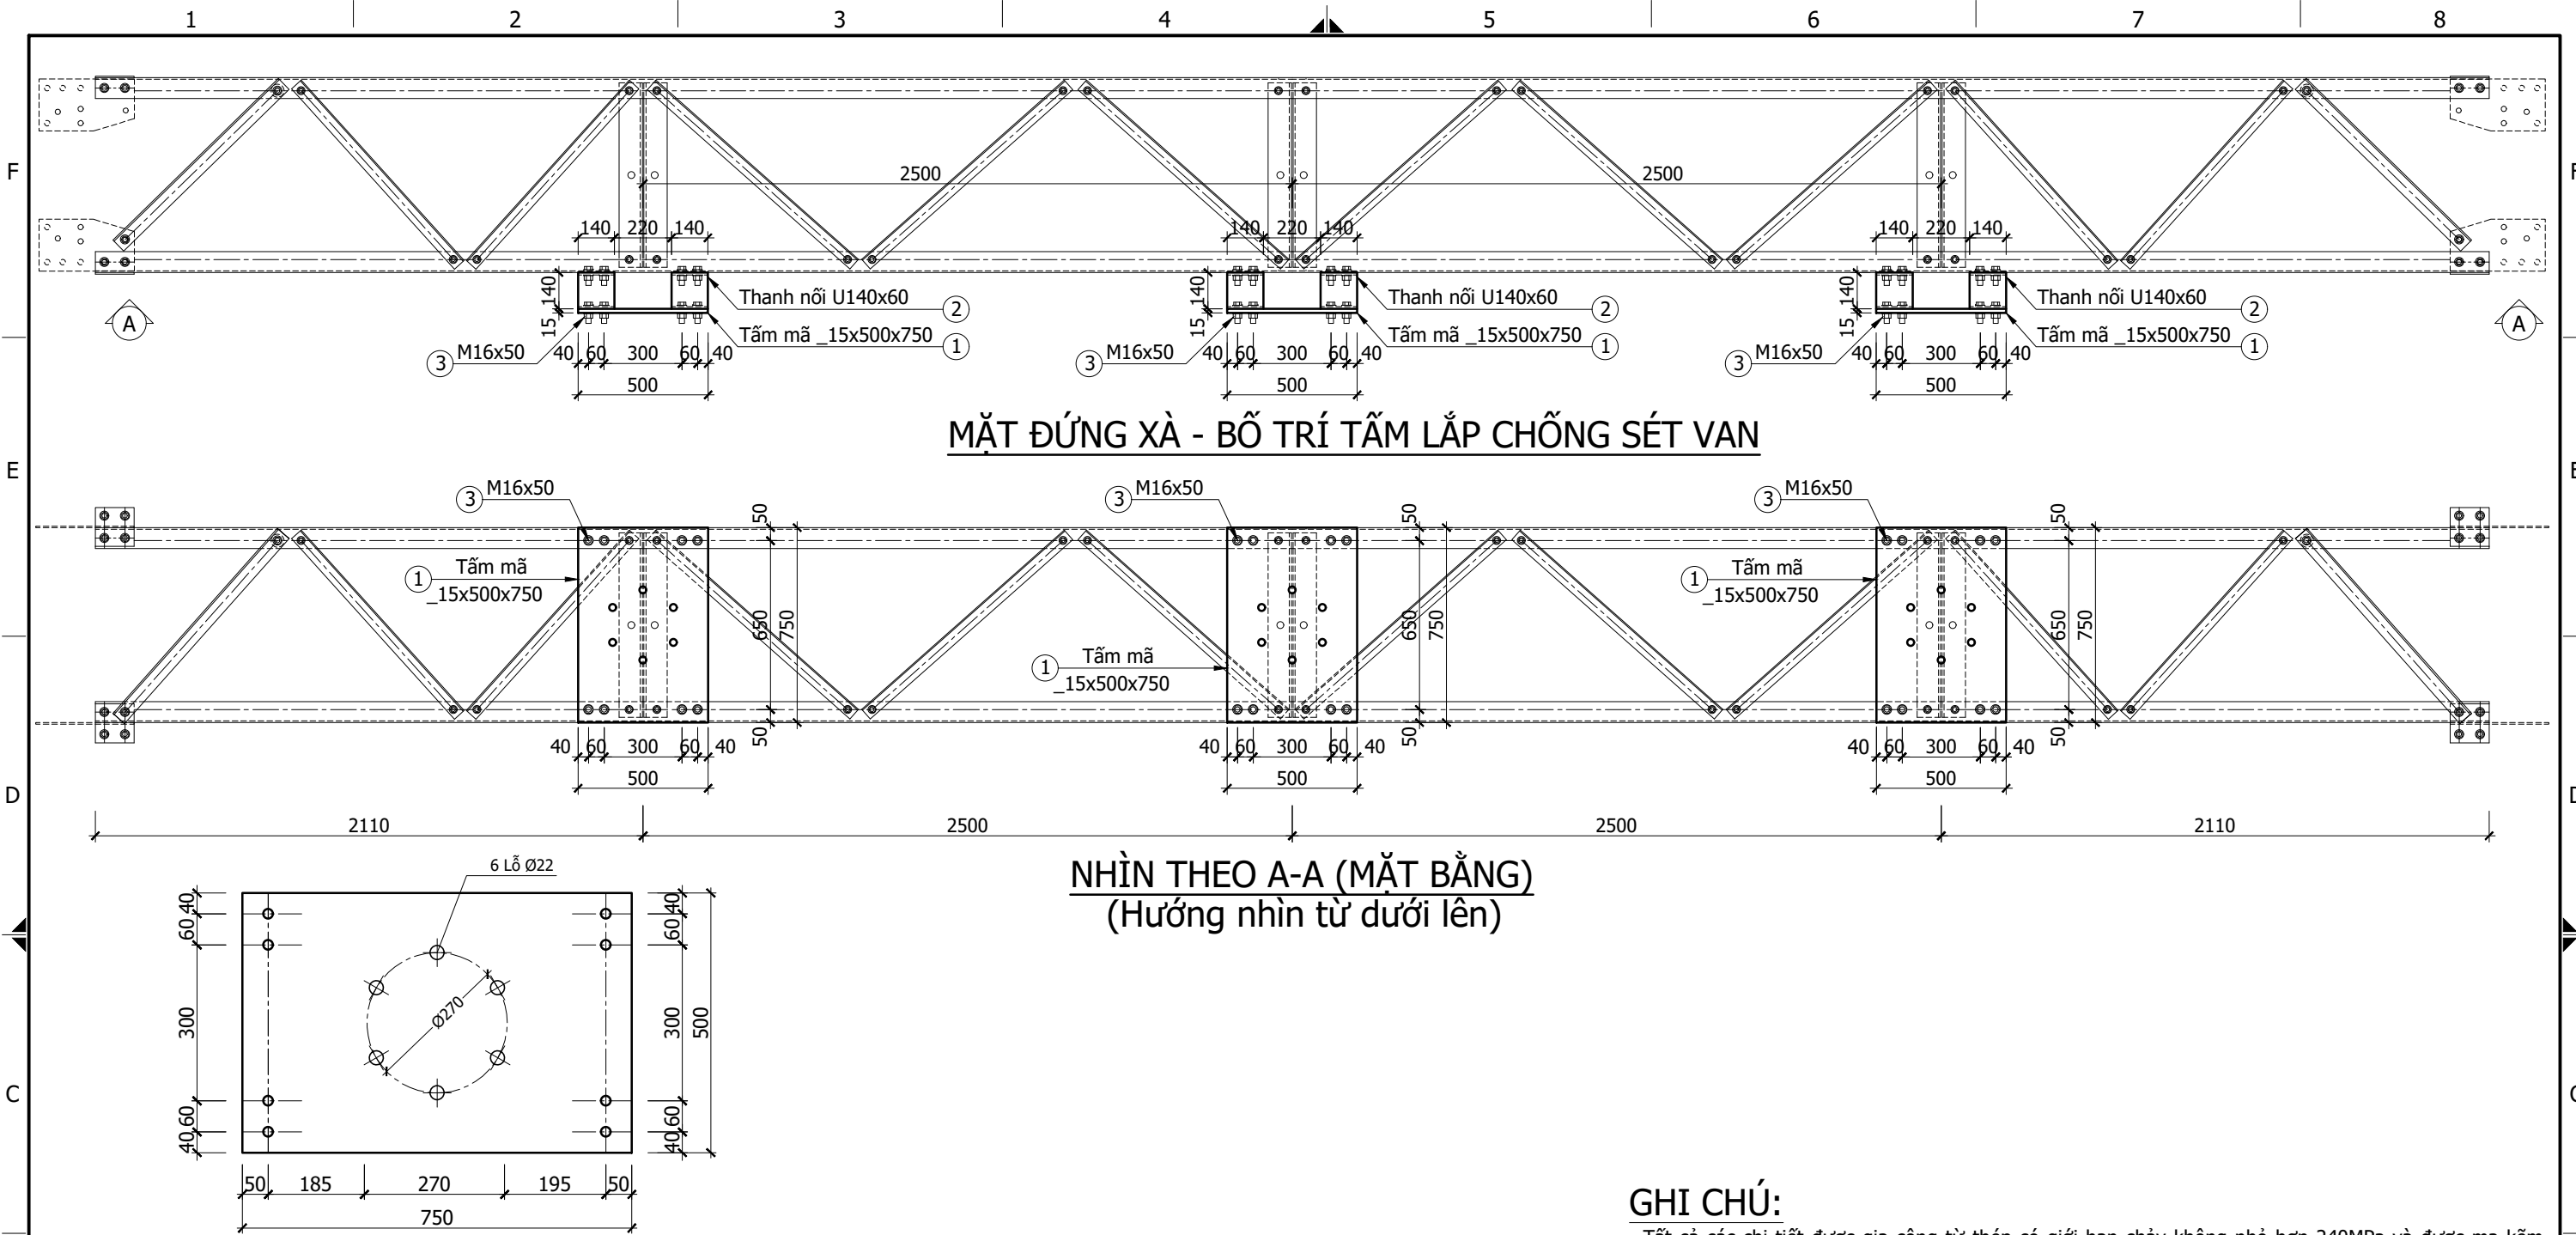 1 2 3 4 5 6 7 8
F
2500 2500
140 220 140 140 220 140 140 220 140
140 15 140 15 140 15
Thanh nối U140x60 2 Thanh nối U140x60 2 Thanh nối U140x60 2
Tấm mã _15x500x750 1 Tấm mã _15x500x750 1 Tấm mã _15x500x750 1
A A
3 M16x50 3 M16x50 3 M16x50
40 60 300 60 40 40 60 300 60 40 40 60 300 60 40
500 500 500
MẶT ĐỨNG XÀ - BỐ TRÍ TẤM LẮP CHỐNG SÉT VAN
E
3 M16x50 3 M16x50 3 M16x50
50 50 50
1 Tấm mã
_15x500x750
1 Tấm mã
_15x500x750
1 Tấm mã
_15x500x750
650 750 650 750 650 750
50 50 50
40 60 300 60 40 40 60 300 60 40 40 60 300 60 40
500 500 500
D
2110 2500 2500 2110
NHÌN THEO A-A (MẶT BẰNG)
(Hướng nhìn từ dưới lên)
6 Lỗ Ø22
40 60 300 60 40
Ø270
40 60 300 60 40
500
C
50 185 270 195 50
750
GHI CHÚ: